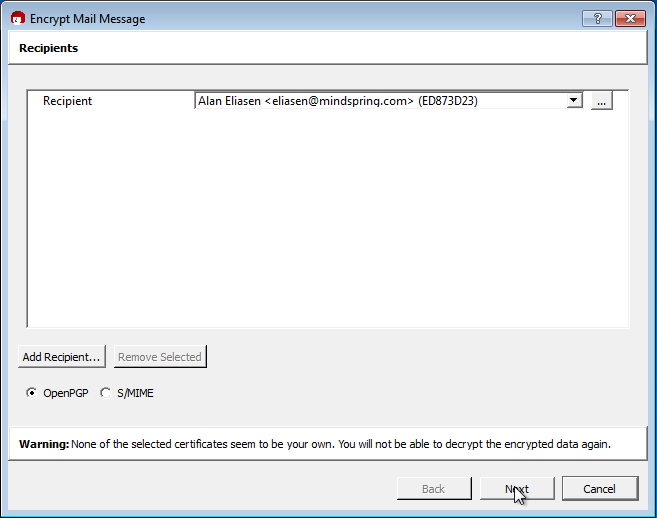 Encrypt Mail Message
Recipients
Recipient Alan Eliasen <eliasen@mindspring.com> (ED873D23) ...
Add Recipient... Remove Selected
OpenPGP S/MIME
Warning: None of the selected certificates seem to be your own. You will not be able to decrypt the encrypted data again.
Back Next Cancel